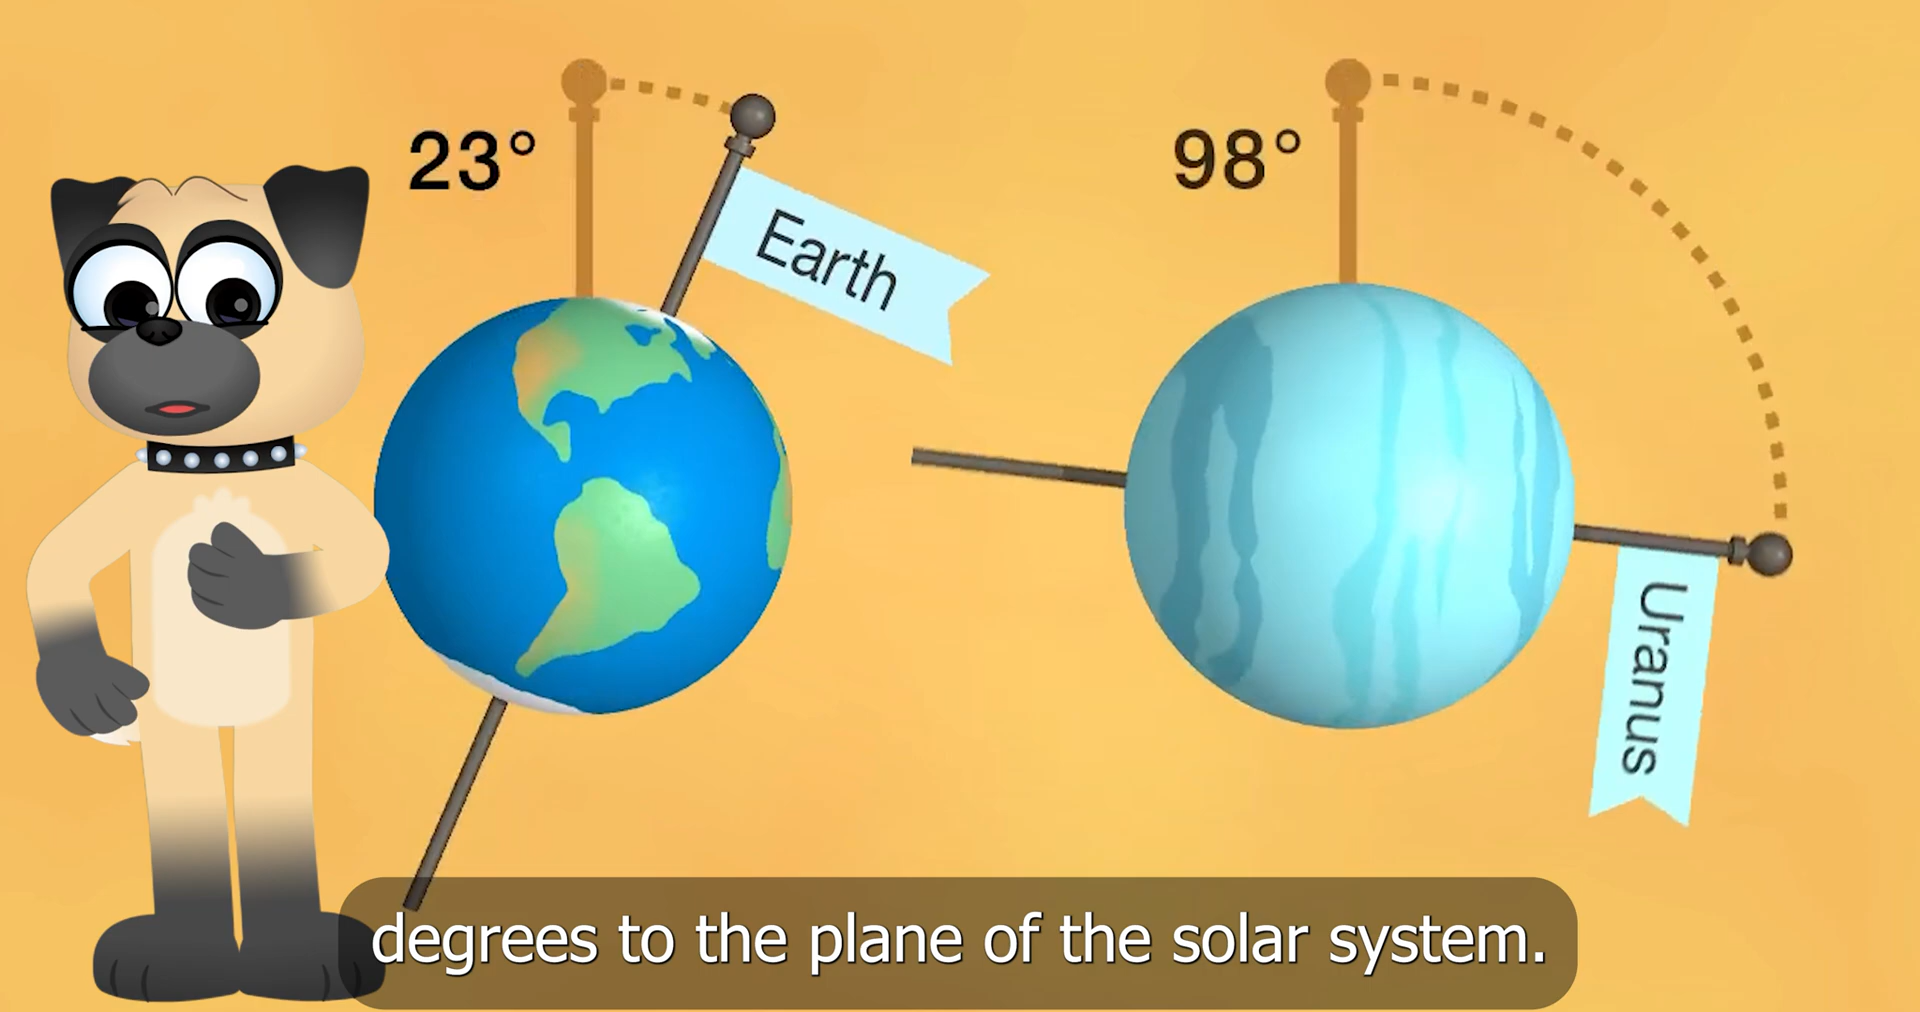 23°
Earth
98°
Uranus
degrees to the plane of the solar system.